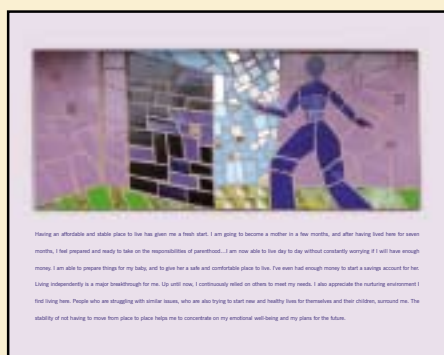 Having an affordable and stable place to live has given me a fresh start. I am going to become a mother in a few months, and after having lived here for seven
months, I feel prepared and ready to take on the responsibilities of parenthood...I am now able to live day to day without constantly worrying if I will have enough
money. I am able to prepare things for my baby, and to give her a safe and comfortable place to live. I've even had enough money to start a savings account for her.
Living independently is a major breakthrough for me. Up until now, I continuously relied on others to meet my needs. I also appreciate the nurturing environment I
find living here. People who are struggling with similar issues, who are also trying to start new and healthy lives for themselves and their children, surround me. The
stability of not having to move from place to place helps me to concentrate on my emotional well-being and my plans for the future.